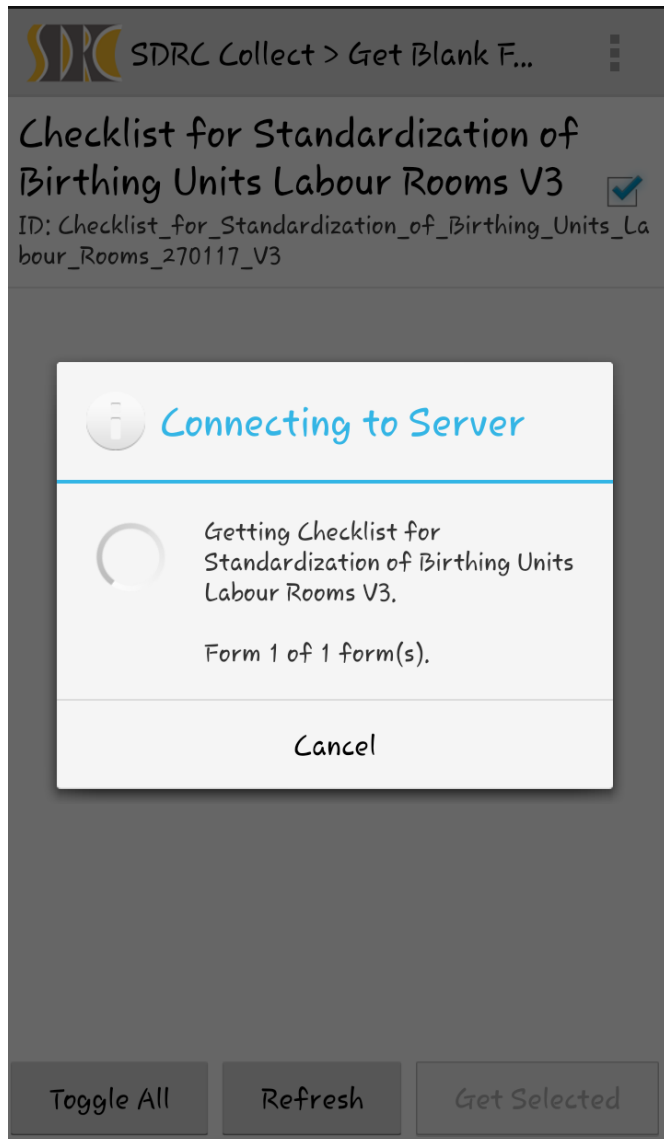 SDRC SDRC Collect > Get Blank F...
Checklist for Standardization of
Birthing Units Labour Rooms V3
ID: Checklist_for_Standardization_of_Birthing_Units_La
bour_Rooms_270117_V3
Connecting to Server
Getting Checklist for
Standardization of Birthing Units
Labour Rooms V3.
Form 1 of 1 form(s).
Cancel
Toggle All Refresh Get Selected